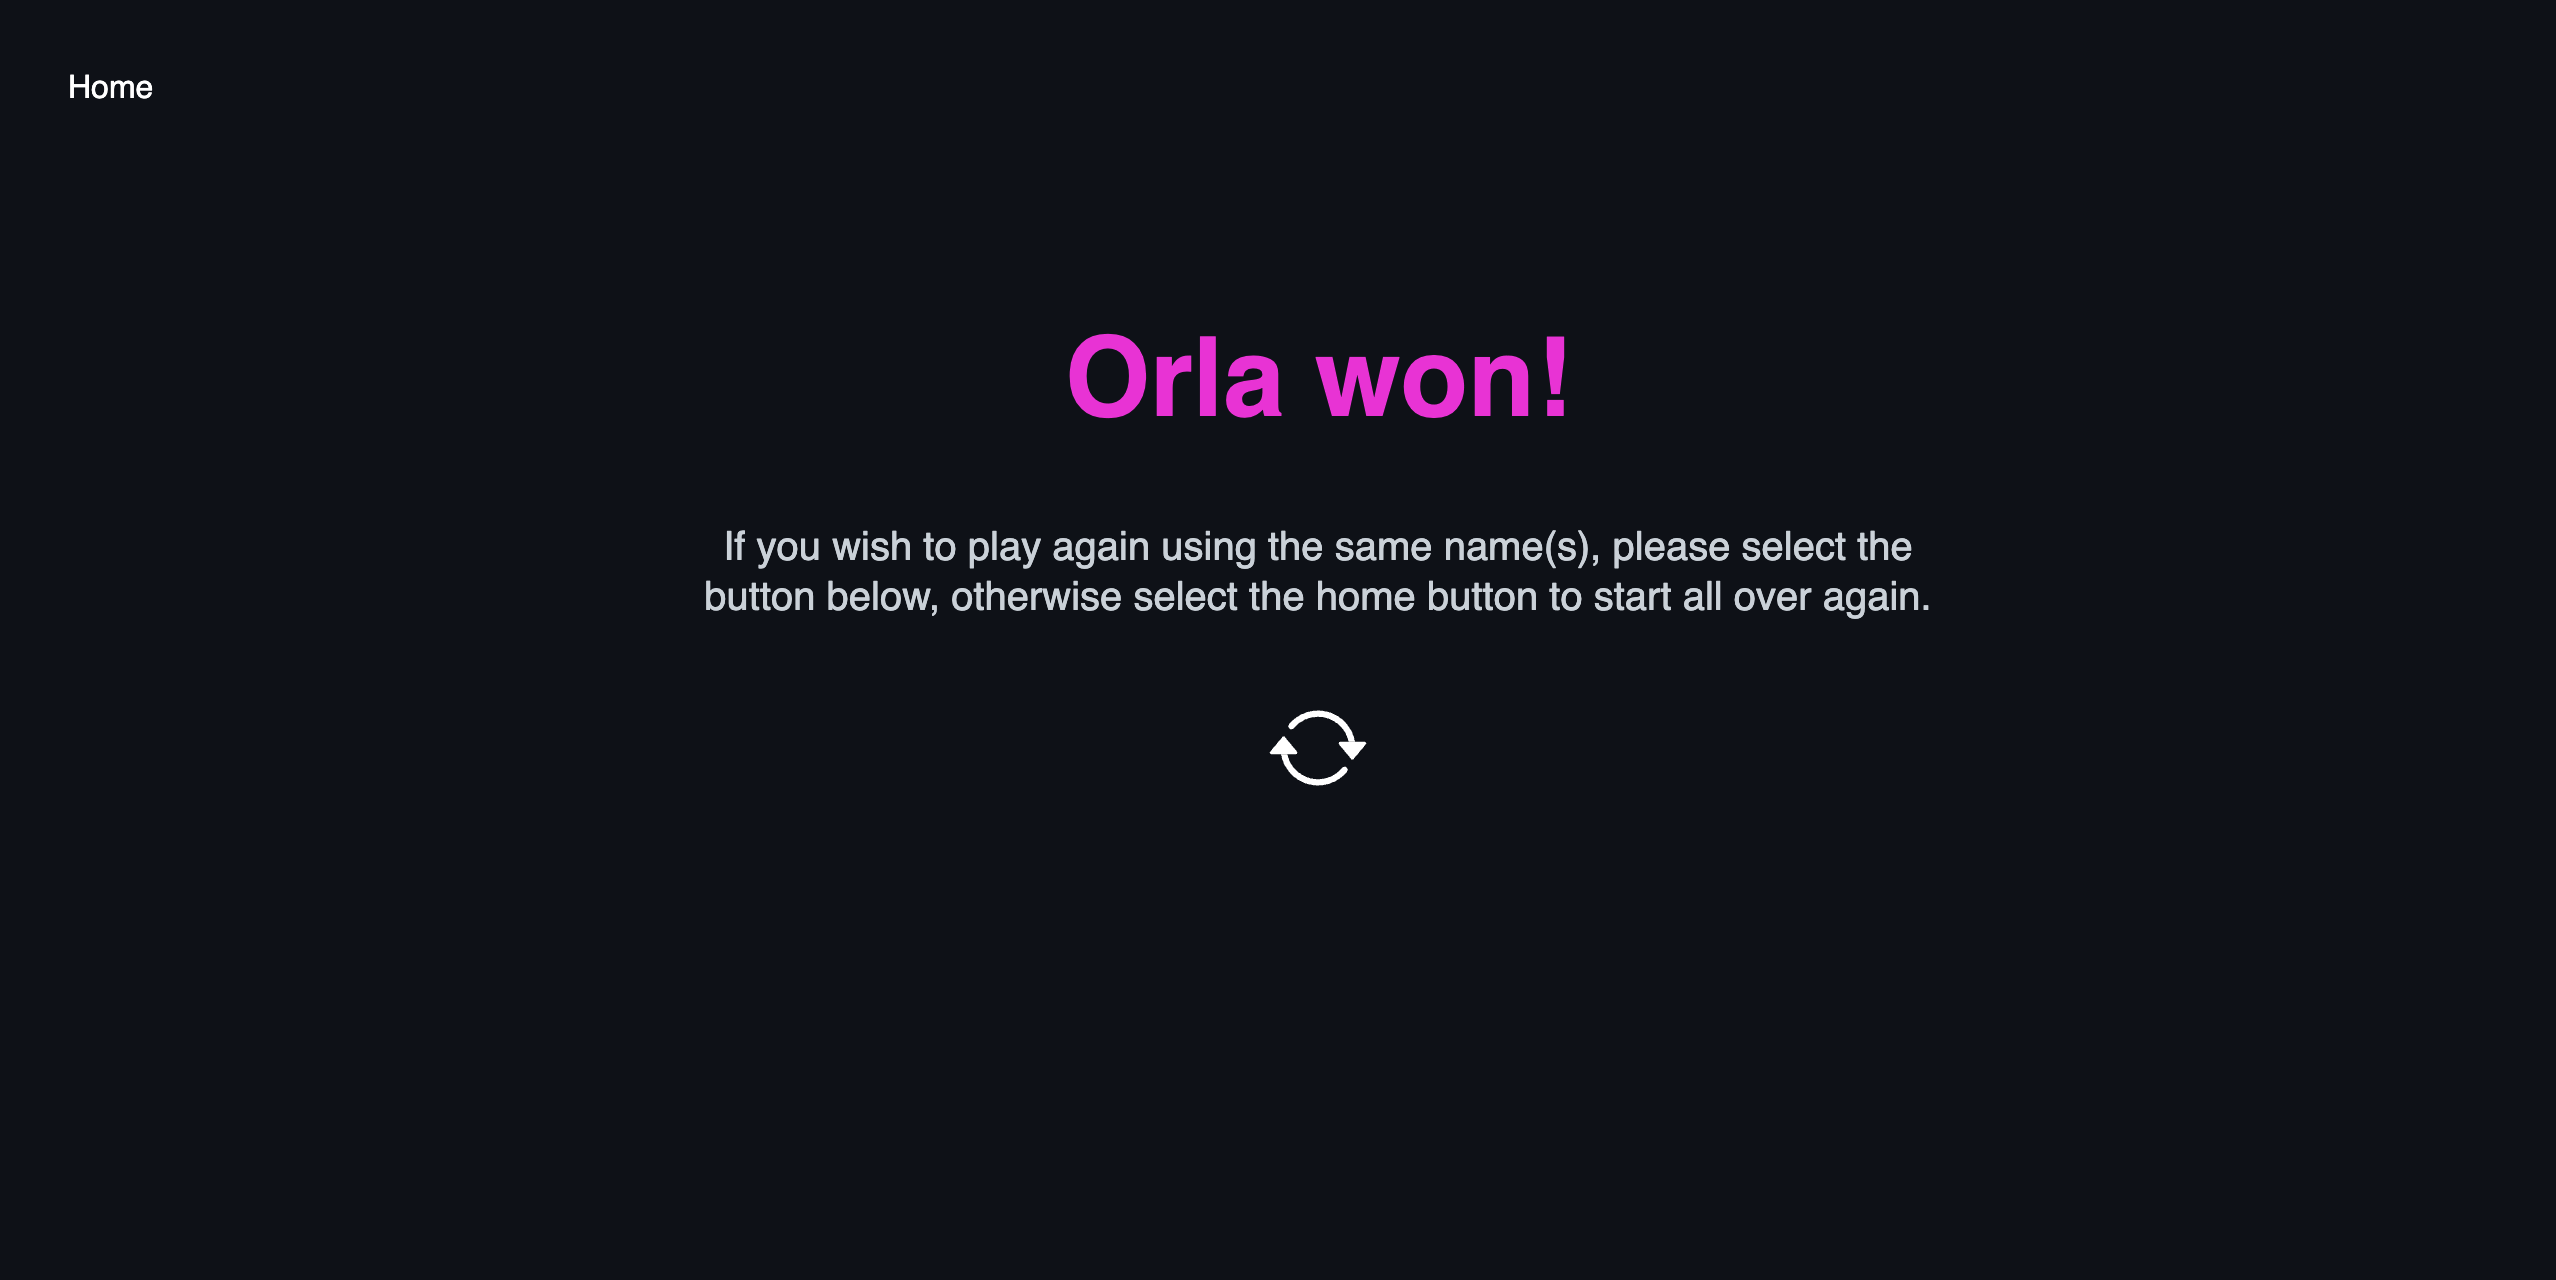 Home
Orla won!
If you wish to play again using the same name(s), please select the
button below, otherwise select the home button to start all over again.